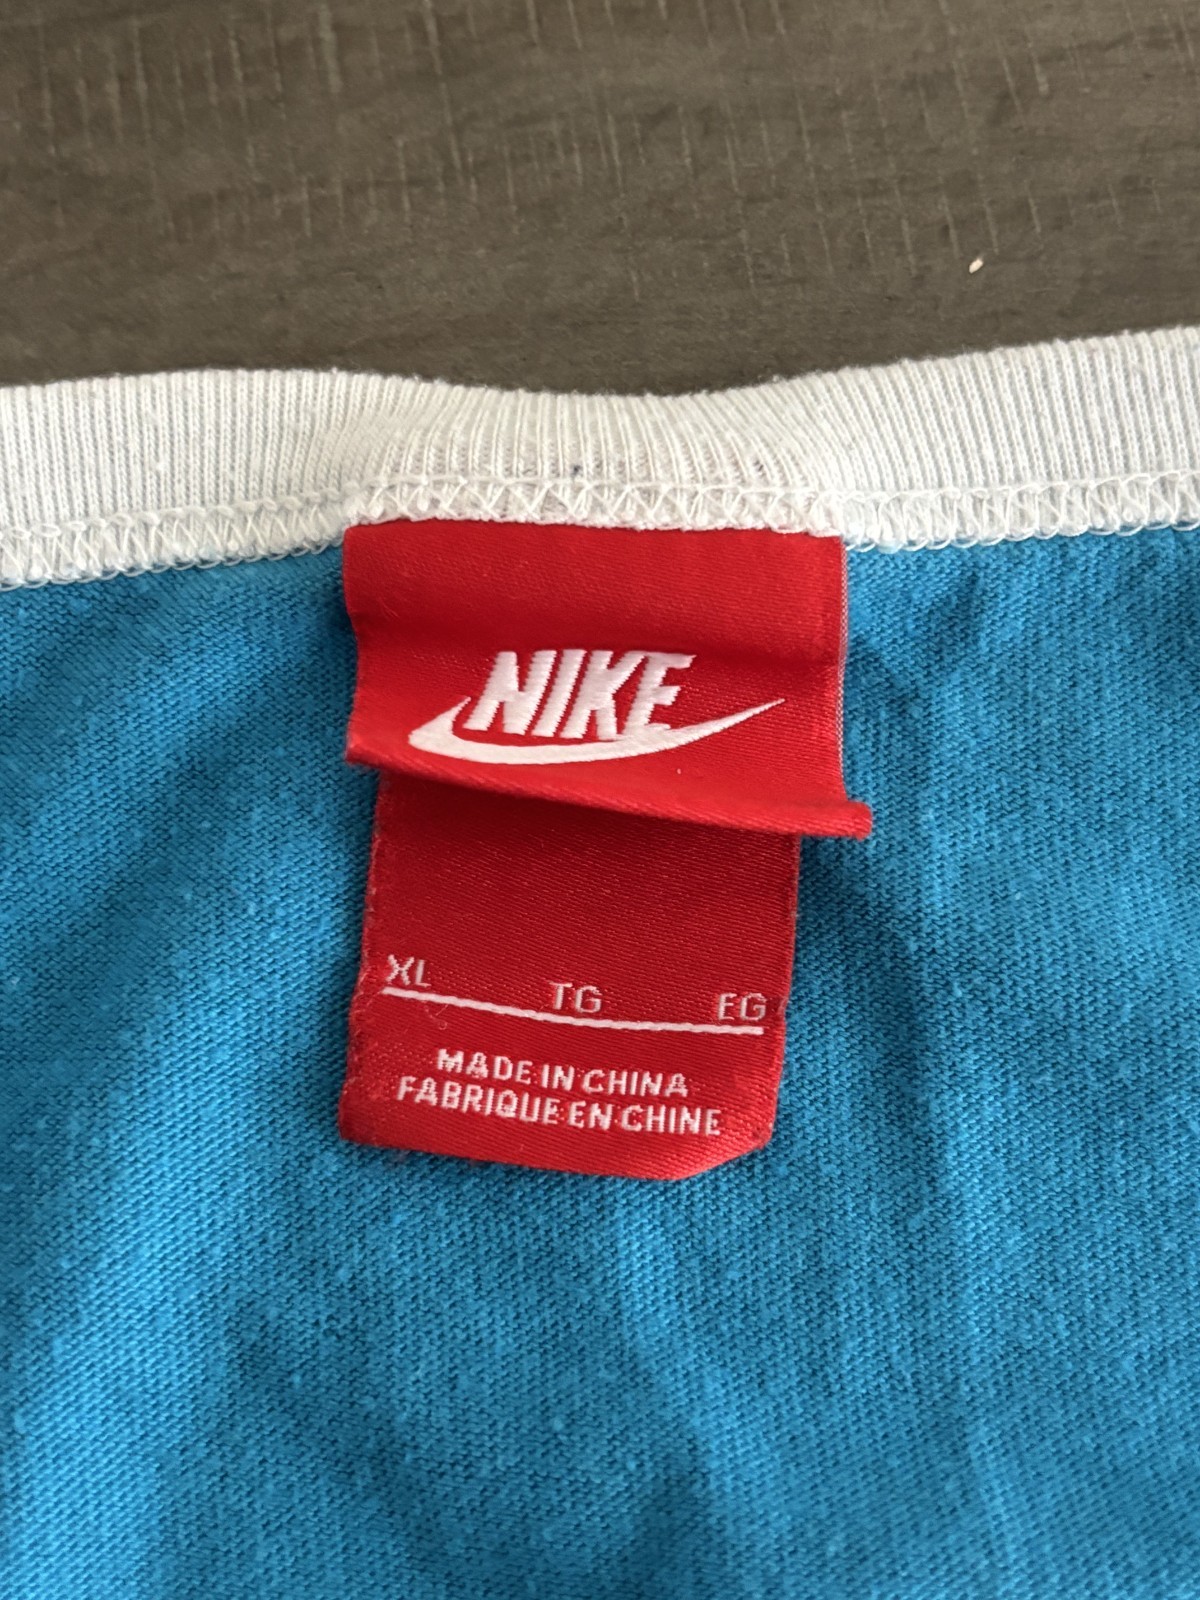 NIKE
XL TG EG
MADE IN CHINA
FABRIQUE EN CHINE